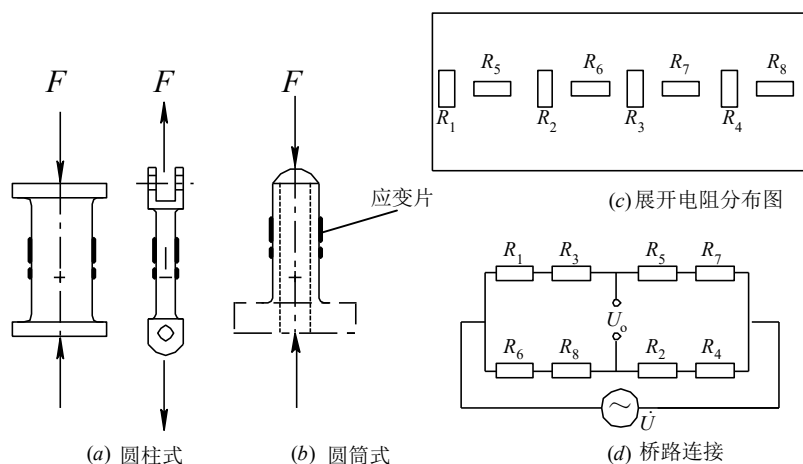 F F F
应变片
(a) 圆柱式
(b) 圆筒式
R5 R6 R7 R8
R1 R2 R3 R4
(c) 展开电阻分布图
R1 R3 R5 R7
Uo
R6 R8 R2 R4
~
U̇
(d) 桥路连接